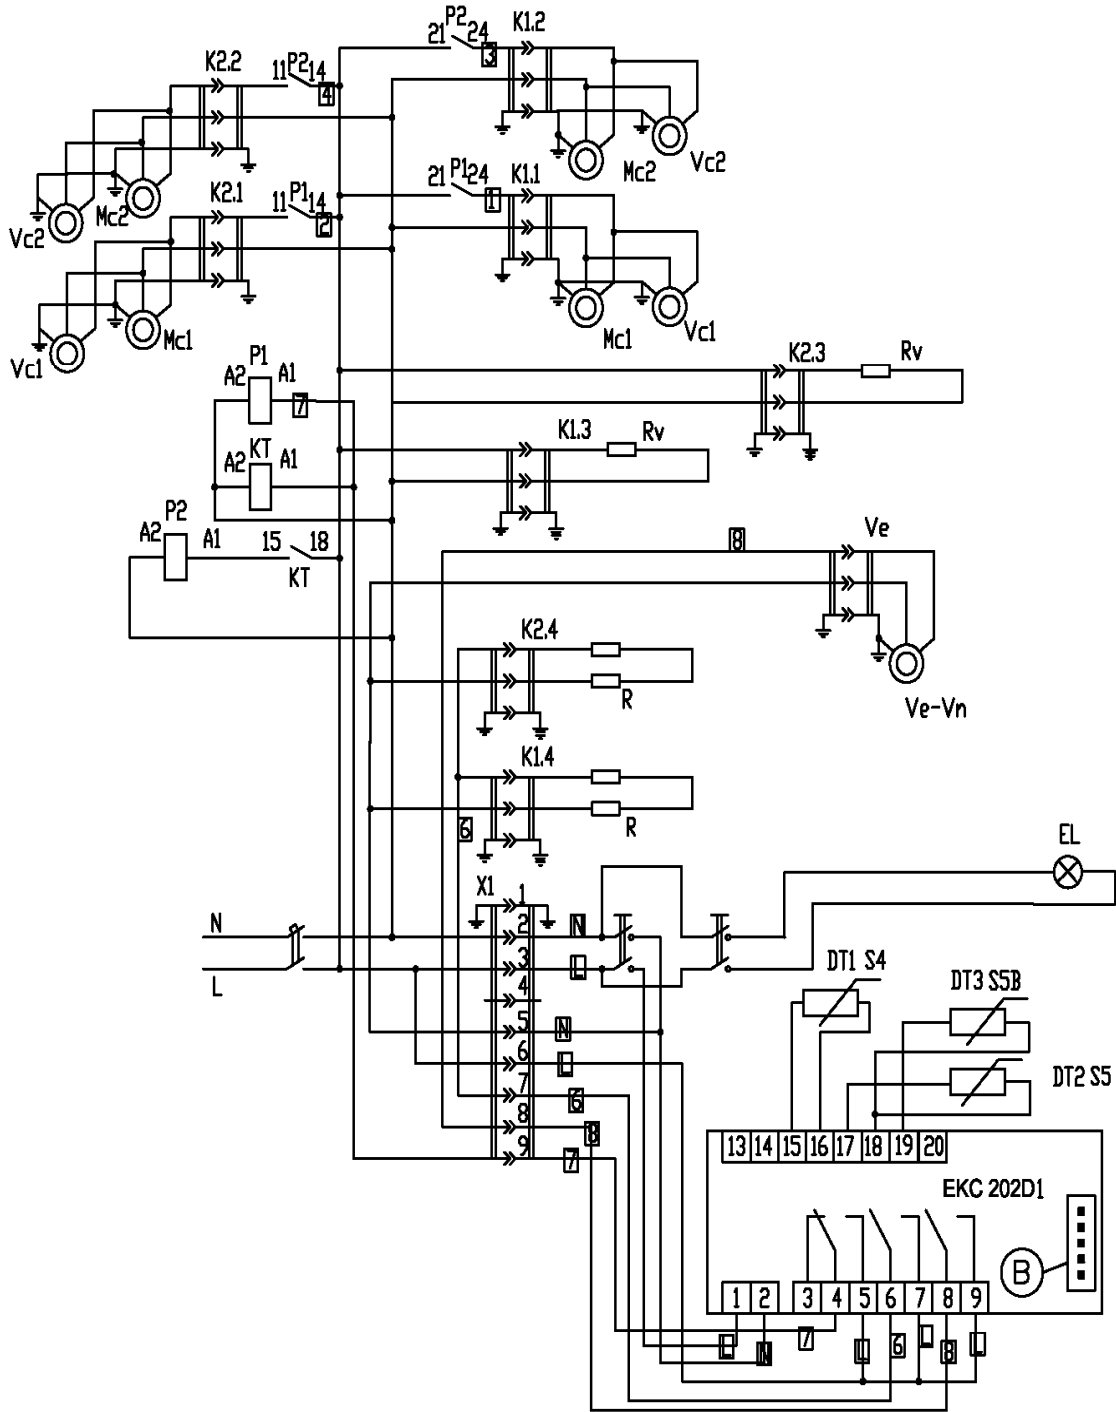 P2
21 24
3
K1.2
K2.2
11 P2 14
4
Vc2
Mc2
Mc2
Vc2
P1
21 24
1
K1.1
K2.1
11 P1 14
2
Vc1
Mc1
Mc1
Vc1
P1
A2 A1
7
K2.3
Rv
KT
A2 A1
K1.3
Rv
P2
A2 A1
15 18
KT
8
Ve
K2.4
R
Ve-Vn
K1.4
R
6
EL
X1
1
N
2
N
3
L
L
4
5
N
6
L
7
6
8
8
9
7
DT1 S4
DT3 S5B
DT2 S5
13 14 15 16 17 18 19 20
EKC 202D1
B
1 2 3 4 5 6 7 8 9
L
N
7
L
6
L
8
L